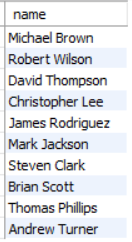 name
Michael Brown
Robert Wilson
David Thompson
Christopher Lee
James Rodriguez
Mark Jackson
Steven Clark
Brian Scott
Thomas Phillips
Andrew Turner